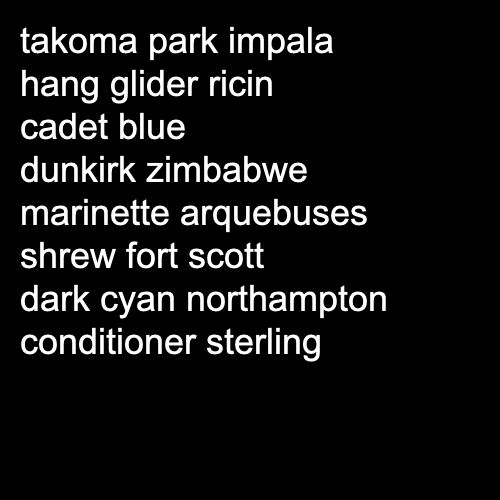 takoma park impala
hang glider ricin
cadet blue
dunkirk zimbabwe
marinette arquebuses
shrew fort scott
dark cyan northampton
conditioner sterling